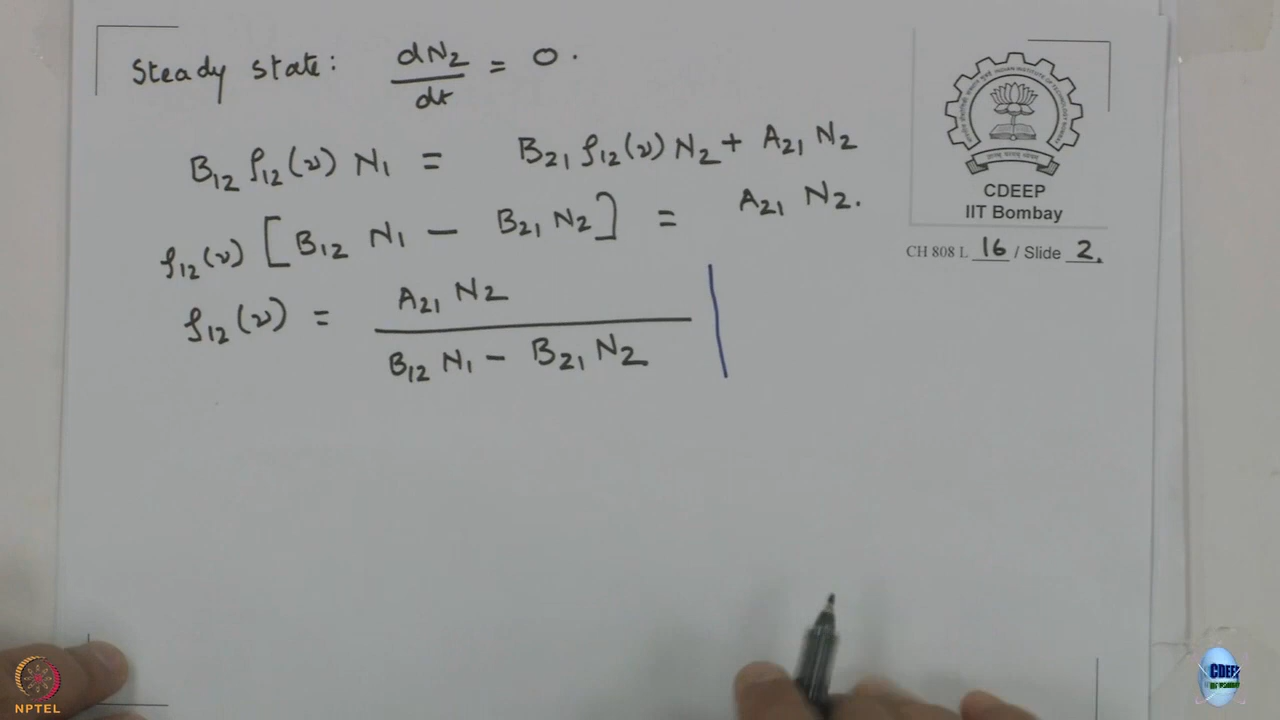 Steady state: dN₂/dt = 0.
B₁₂ ρ₁₂(ν) N₁ = B₂₁ ρ₁₂(ν) N₂ + A₂₁ N₂
ρ₁₂(ν) [B₁₂ N₁ − B₂₁ N₂] = A₂₁ N₂.
ρ₁₂(ν) = A₂₁ N₂ / B₁₂ N₁ − B₂₁ N₂
CDEEP
IIT Bombay
CH 808 L 16 / Slide 2.
NPTEL
CDEEP